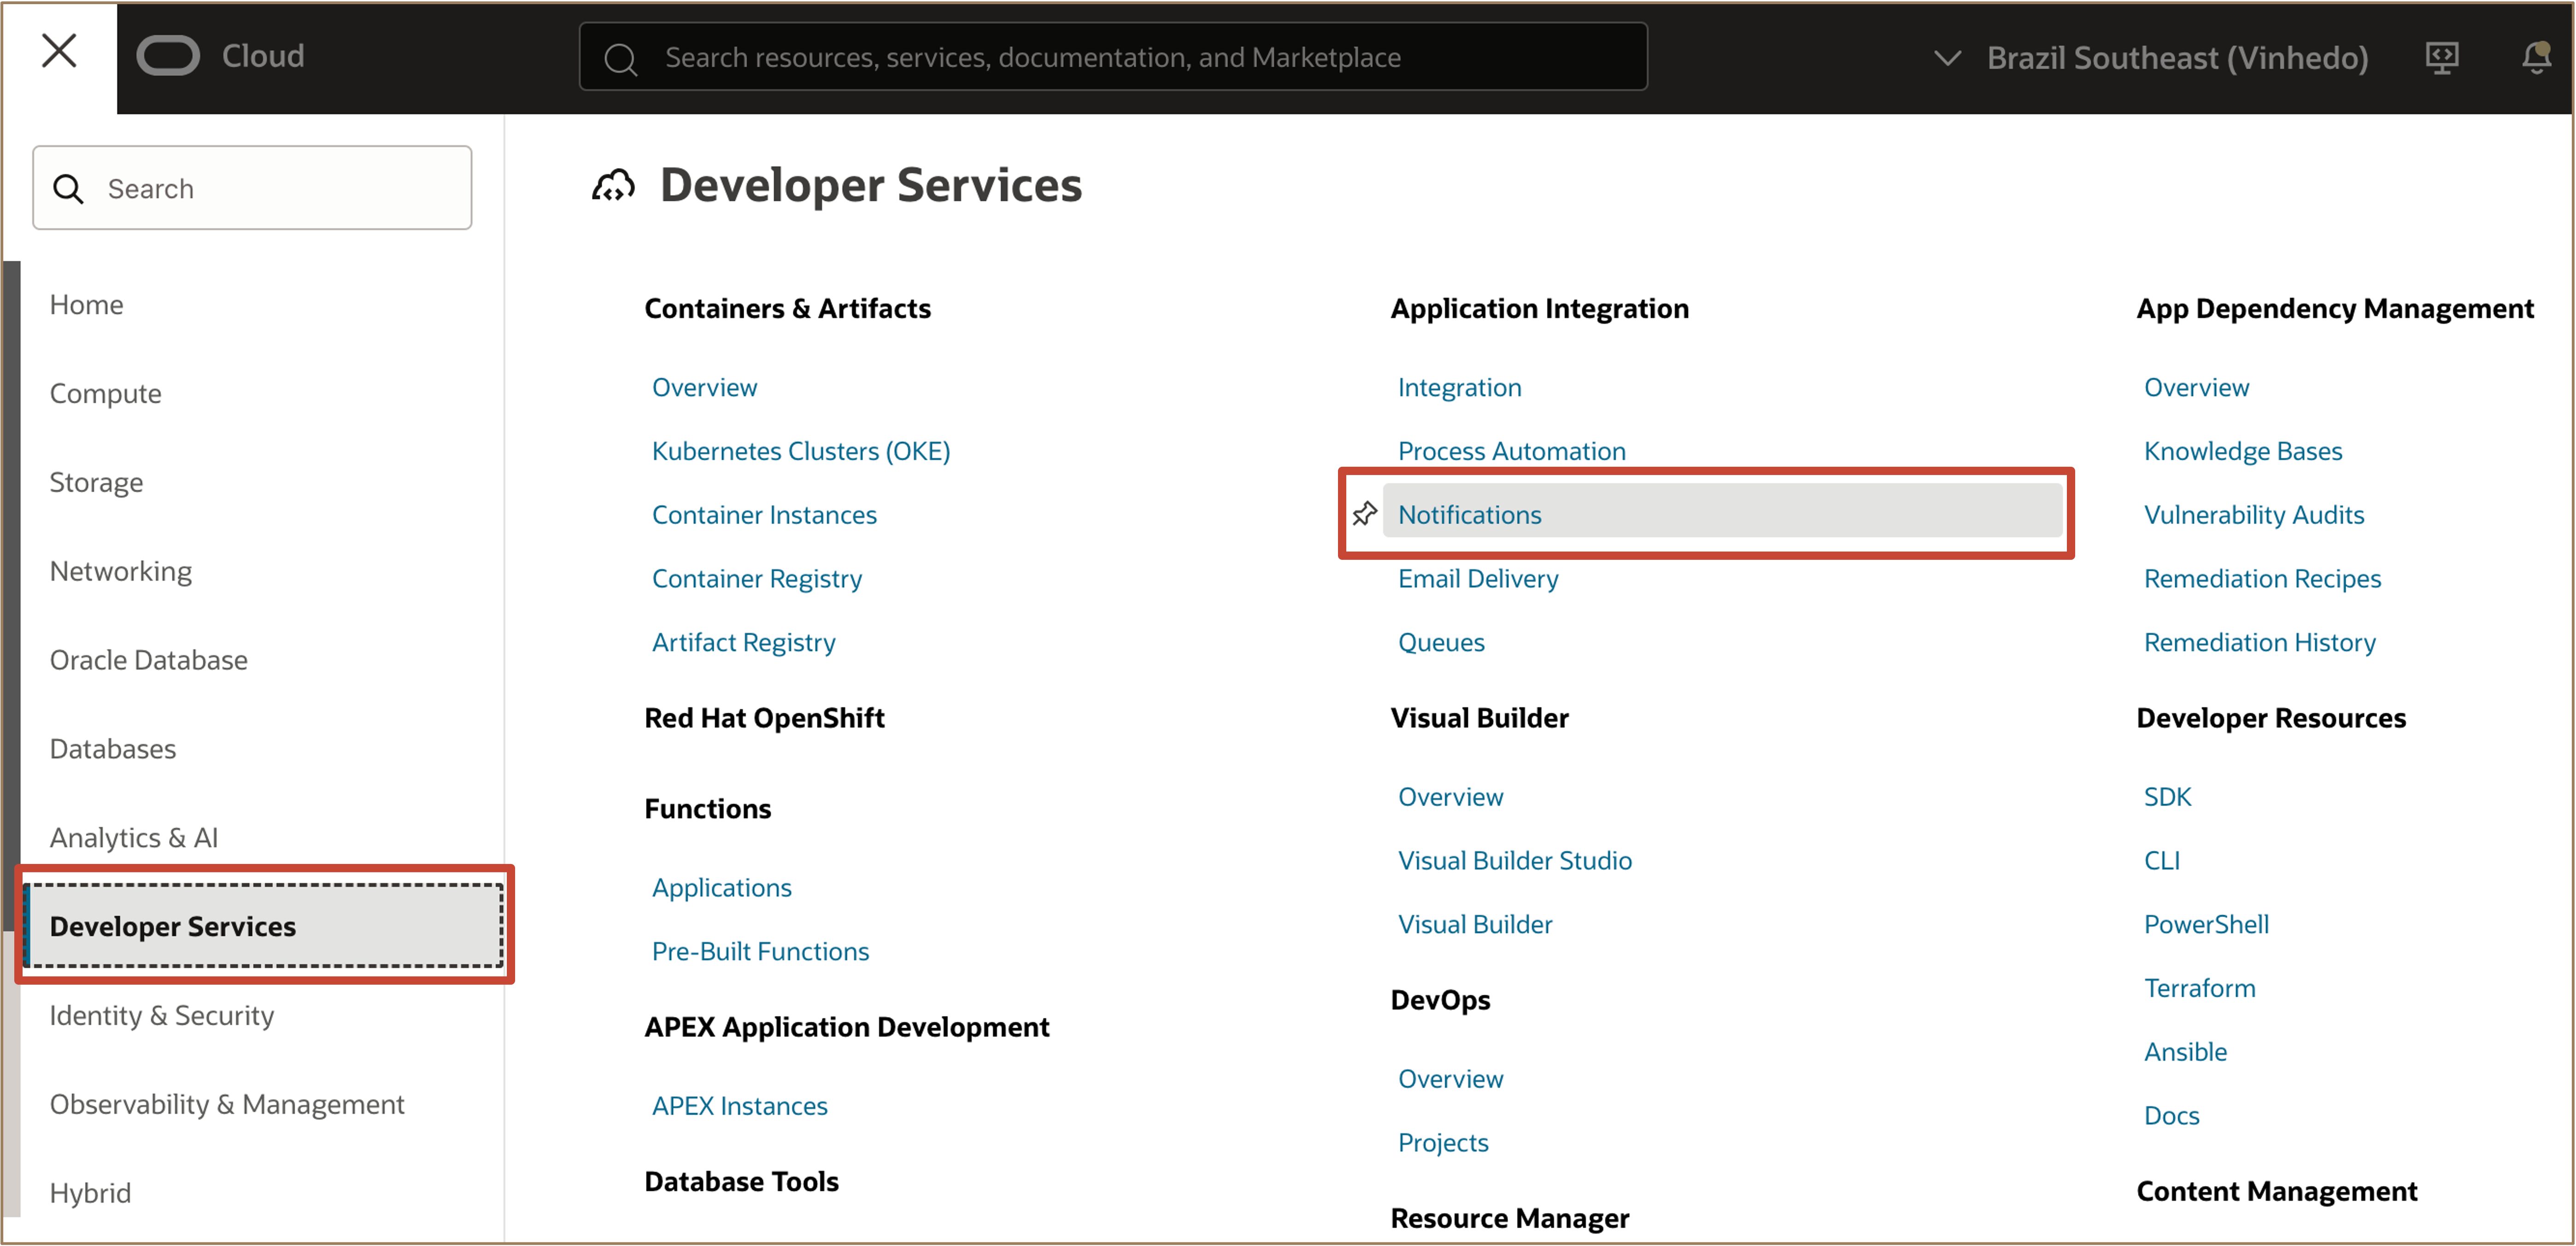 Cloud
Search resources, services, documentation, and Marketplace
Brazil Southeast (Vinhedo)
Search
Home
Compute
Storage
Networking
Oracle Database
Databases
Analytics & AI
Developer Services
Identity & Security
Observability & Management
Hybrid
Developer Services
Containers & Artifacts
Overview
Kubernetes Clusters (OKE)
Container Instances
Container Registry
Artifact Registry
Red Hat OpenShift
Functions
Applications
Pre-Built Functions
APEX Application Development
APEX Instances
Database Tools
Application Integration
Integration
Process Automation
Notifications
Email Delivery
Queues
Visual Builder
Overview
Visual Builder Studio
Visual Builder
DevOps
Overview
Projects
Resource Manager
App Dependency Management
Overview
Knowledge Bases
Vulnerability Audits
Remediation Recipes
Remediation History
Developer Resources
SDK
CLI
PowerShell
Terraform
Ansible
Docs
Content Management